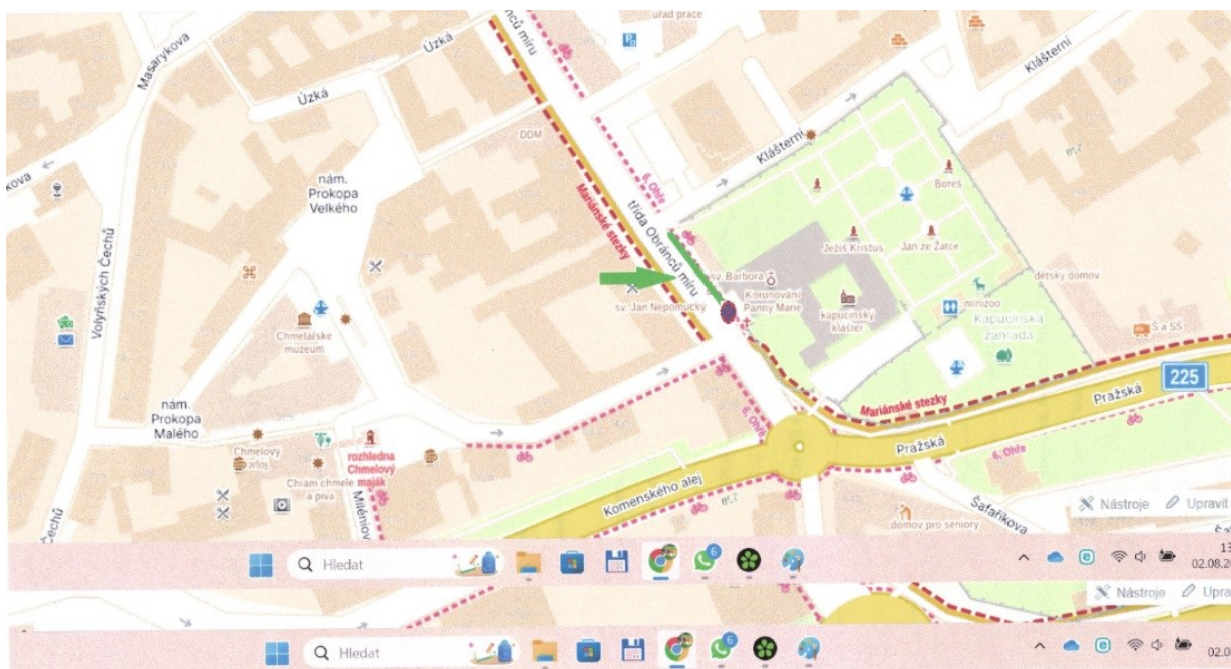 úřad práce
Masarykova
Úzká
Úzká
třída Obránců míru
DDM
Klášterní
Klášterní
nám.
Prokopa
Velkého
Mariánské stezky
6. Ohře
Boreš
Ježíš Kristus
Jan ze Žatce
sv. Barbora
Korunování
Panny Marie
sv. Jan Nepomucký
kapucínský
klášter
dětský domov
minizoo
Kapucínská
zahrada
Volyňských Čechů
Chmelařské
muzeum
Š a SŠ
225
Pražská
Mariánské stezky
nám.
Prokopa
Malého
6. Ohře
Pražská
6. Ohře
Chmelový
orloj
rozhledna
Chmelový
maják
Chrám chmele
a piva
Komenského alej
Šafaříkova
domov pro seniory
Nástroje
Upravit
Hledat
6
02.08.20
Nástroje
Upra
Hledat
6
02.0